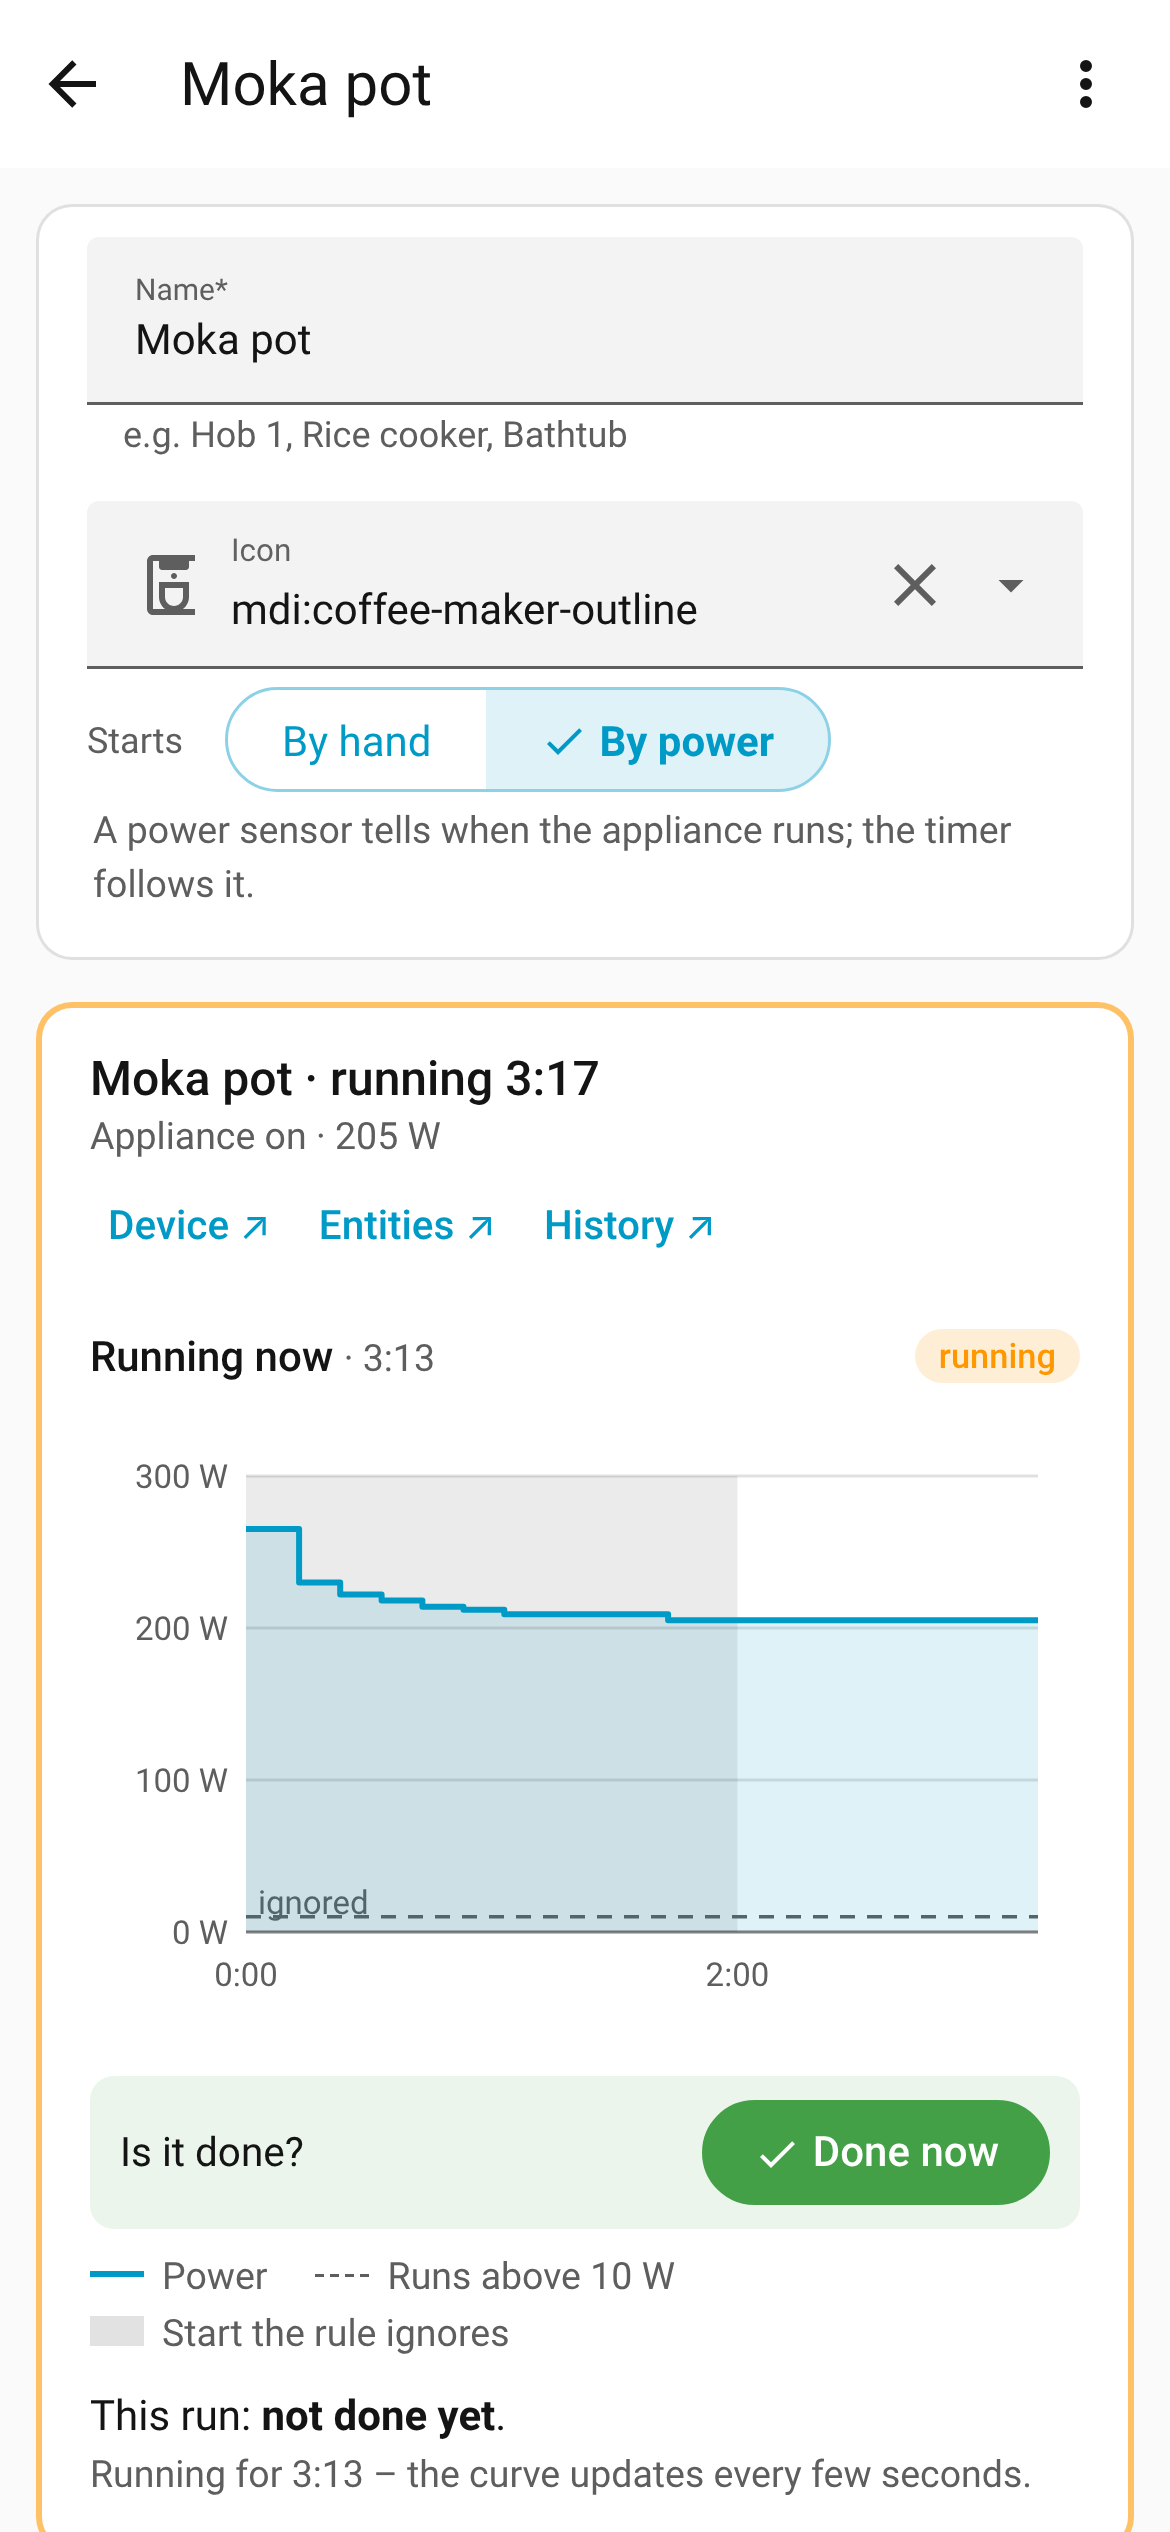 Moka pot
Name*
Moka pot
e.g. Hob 1, Rice cooker, Bathtub
Icon
mdi:coffee-maker-outline
Starts
By hand
By power
A power sensor tells when the appliance runs; the timer
follows it.
Moka pot · running 3:17
Appliance on · 205 W
Device
Entities
History
Running now · 3:13
running
300 W
200 W
100 W
ignored
0 W
0:00
2:00
Is it done?
Done now
Power
Runs above 10 W
Start the rule ignores
This run: not done yet.
Running for 3:13 – the curve updates every few seconds.